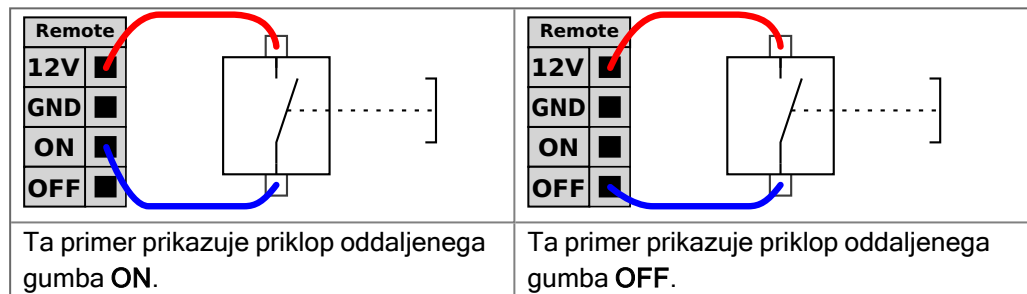 Remote
12V
GND
ON
OFF
Ta primer prikazuje priklop oddaljenega
gumba ON.
Remote
12V
GND
ON
OFF
Ta primer prikazuje priklop oddaljenega
gumba OFF.